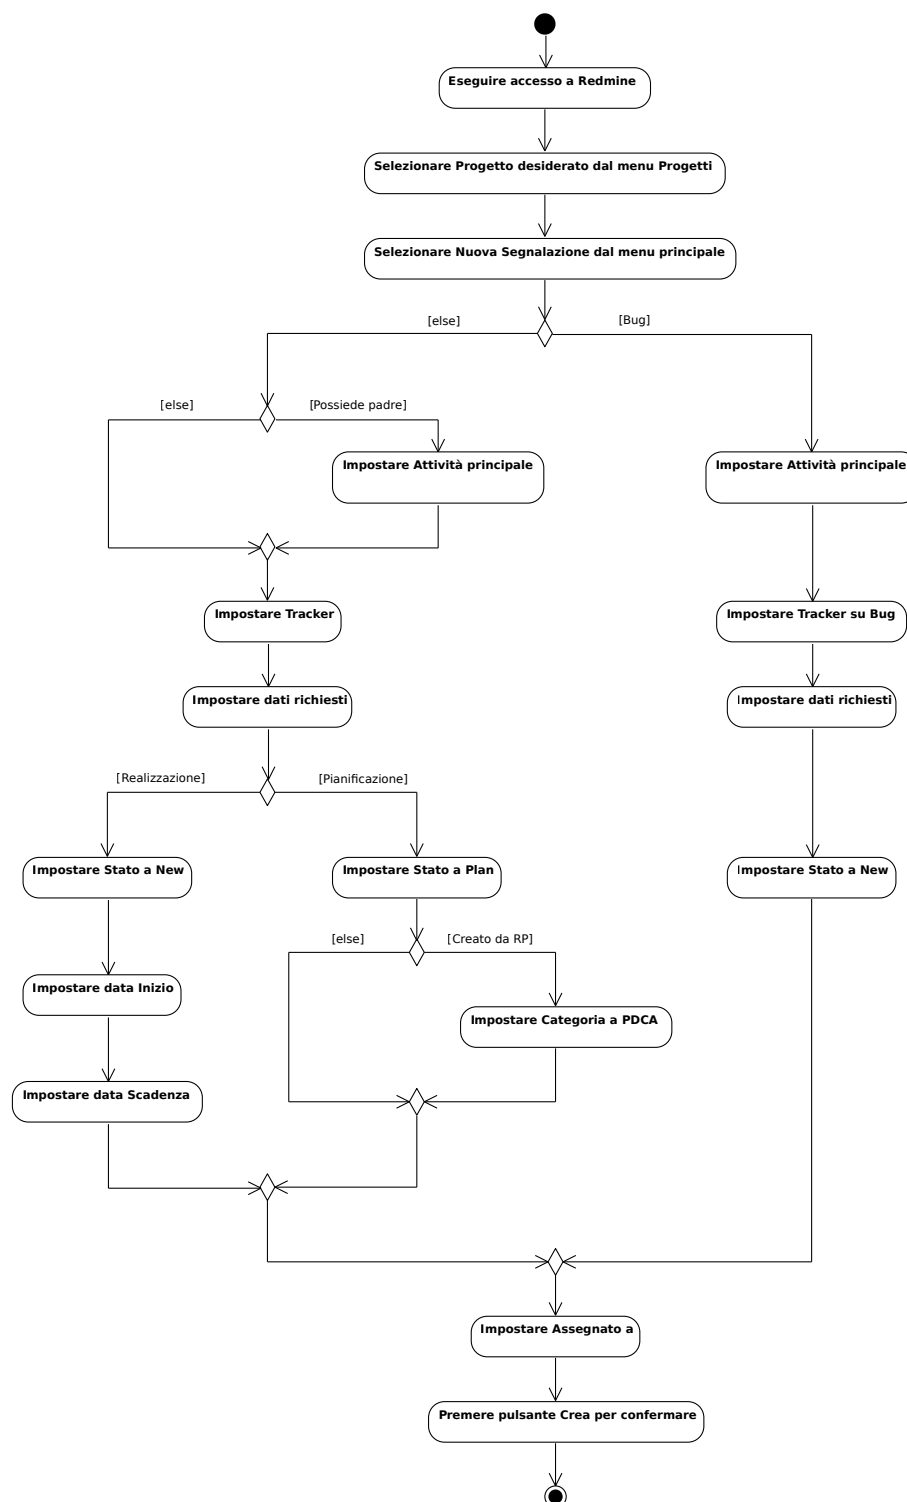 Eseguire accesso a Redmine
Selezionare Progetto desiderato dal menu Progetti
Selezionare Nuova Segnalazione dal menu principale
[else]
[Bug]
[else]
[Possiede padre]
Impostare Attività principale
Impostare Attività principale
Impostare Tracker
Impostare Tracker su Bug
Impostare dati richiesti
Impostare dati richiesti
[Realizzazione]
[Pianificazione]
Impostare Stato a New
Impostare Stato a Plan
Impostare Stato a New
[else]
[Creato da RP]
Impostare data Inizio
Impostare Categoria a PDCA
Impostare data Scadenza
Impostare Assegnato a
Premere pulsante Crea per confermare